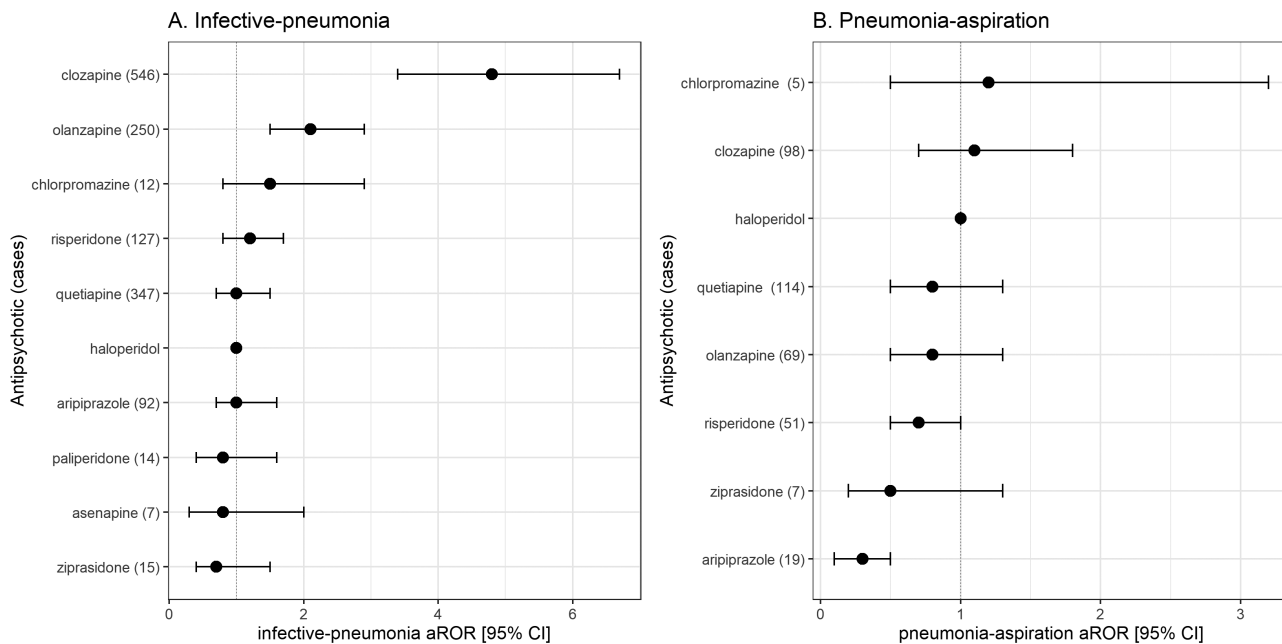 A. Infective-pneumonia
Antipsychotic (cases)
clozapine (546)
olanzapine (250)
chlorpromazine (12)
risperidone (127)
quetiapine (347)
haloperidol
aripiprazole (92)
paliperidone (14)
asenapine (7)
ziprasidone (15)
0 2 4 6
infective-pneumonia aROR [95% CI]
B. Pneumonia-aspiration
Antipsychotic (cases)
chlorpromazine (5)
clozapine (98)
haloperidol
quetiapine (114)
olanzapine (69)
risperidone (51)
ziprasidone (7)
aripiprazole (19)
0 1 2 3
pneumonia-aspiration aROR [95% CI]